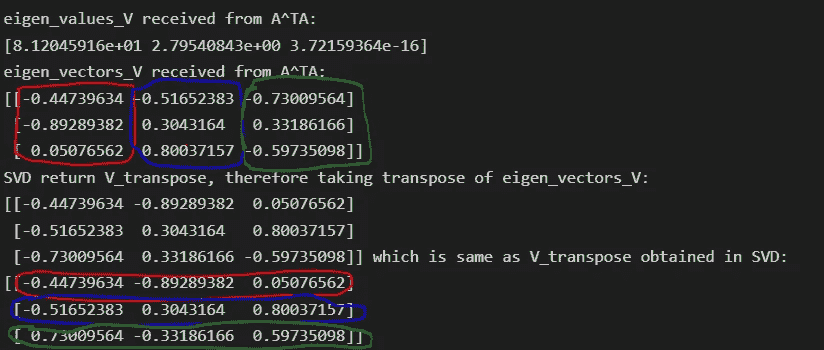 eigen_values_V received from A^TA:
[8.12045916e+01 2.79540843e+00 3.72159364e-16]
eigen_vectors_V received from A^TA:
[[-0.44739634 -0.51652383 -0.73009564]
[-0.89289382 0.3043164 0.33186166]
[ 0.05076562 0.80037157 -0.59735098]]
SVD return V_transpose, therefore taking transpose of eigen_vectors_V:
[[-0.44739634 -0.89289382 0.05076562]
[-0.51652383 0.3043164 0.80037157]
[-0.73009564 0.33186166 -0.59735098]] which is same as V_transpose obtained in SVD:
[[-0.44739634 -0.89289382 0.05076562]
[-0.51652383 0.3043164 0.80037157]
[ 0.73009564 -0.33186166 0.59735098]]